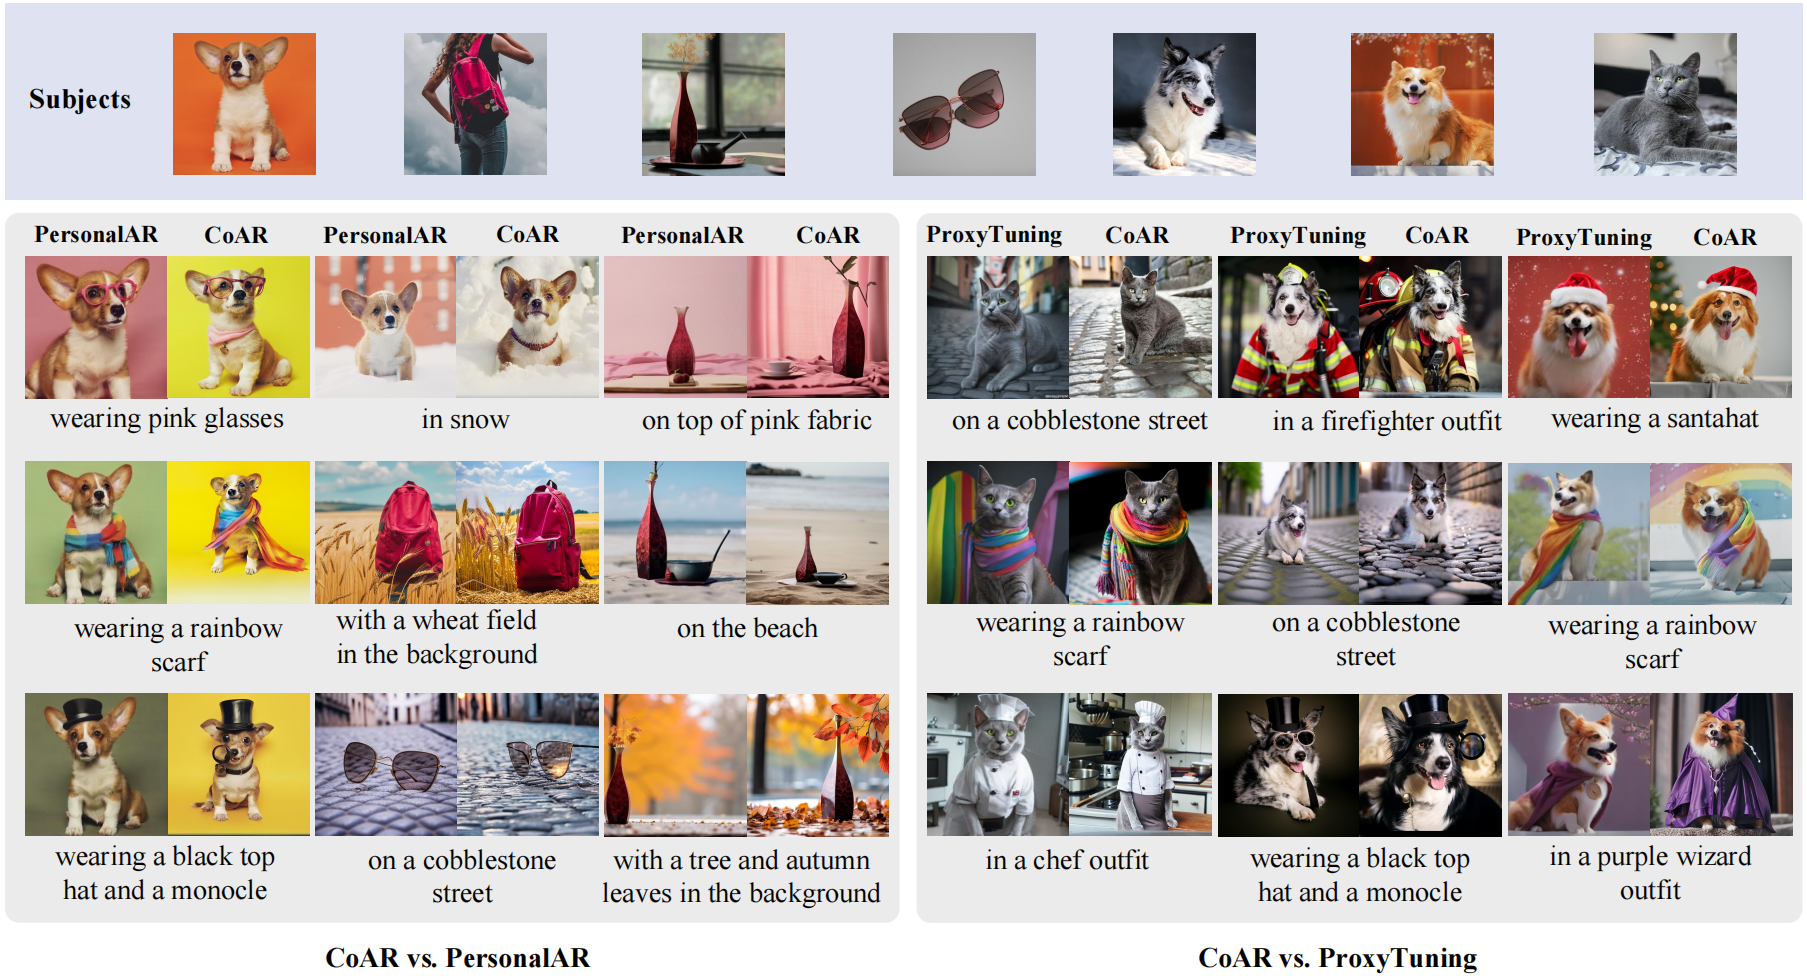 Subjects
PersonalAR CoAR PersonalAR CoAR PersonalAR CoAR
wearing pink glasses
in snow
on top of pink fabric
wearing a rainbow
scarf
with a wheat field
in the background
on the beach
wearing a black top
hat and a monocle
on a cobblestone
street
with a tree and autumn
leaves in the background
CoAR vs. PersonalAR
ProxyTuning CoAR ProxyTuning CoAR ProxyTuning CoAR
on a cobblestone street
in a firefighter outfit
wearing a santahat
wearing a rainbow
scarf
on a cobblestone
street
wearing a rainbow
scarf
in a chef outfit
wearing a black top
hat and a monocle
in a purple wizard
outfit
CoAR vs. ProxyTuning